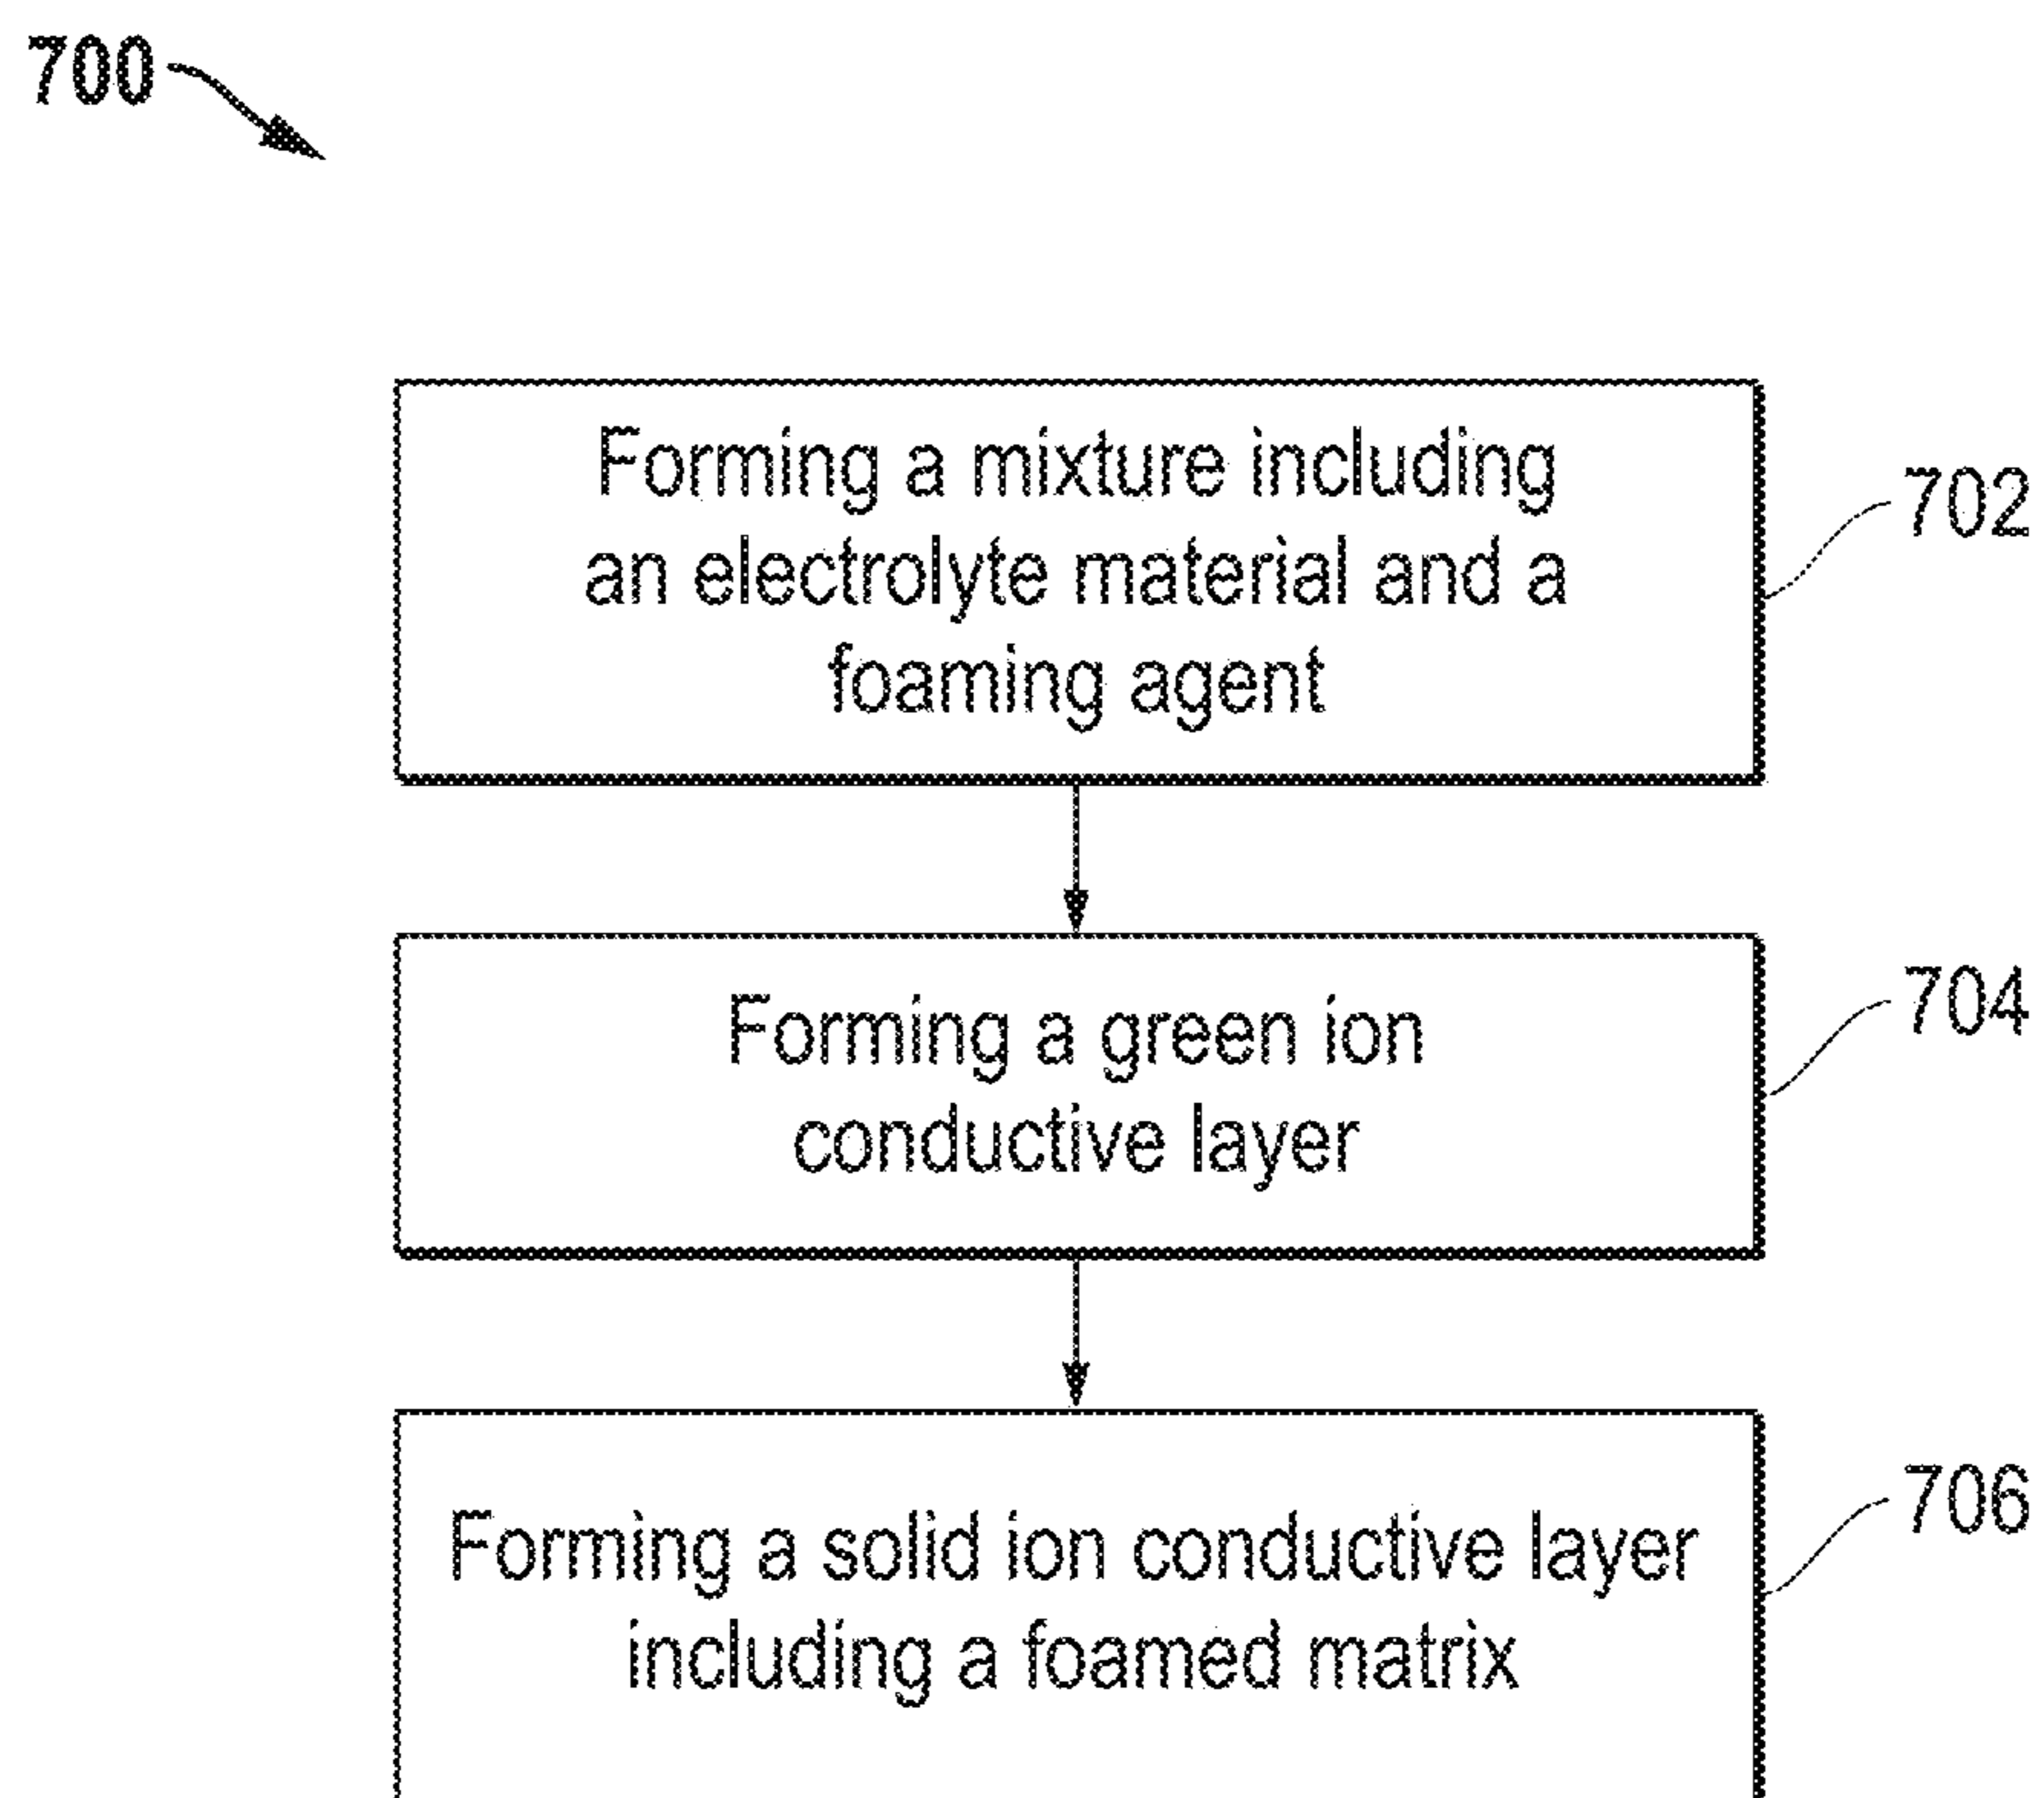 700
Forming a mixture including
an electrolyte material and a
foaming agent
702
Forming a green ion
conductive layer
704
Forming a solid ion conductive layer
including a foamed matrix
706